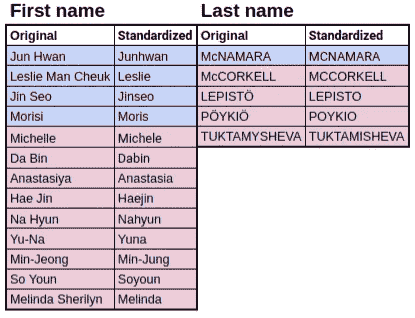 First name Last name
Original Standardized Original Standardized
Jun Hwan Junhwan McNAMARA MCNAMARA
Leslie Man Cheuk Leslie McCORKELL MCCORKELL
Jin Seo Jinseo LEPISTÖ LEPISTO
Morisi Moris PÖYKIÖ POYKIO
Michelle Michele TUKTAMYSHEVA TUKTAMISHEVA
Da Bin Dabin
Anastasiya Anastasia
Hae Jin Haejin
Na Hyun Nahyun
Yu-Na Yuna
Min-Jeong Min-Jung
So Youn Soyoun
Melinda Sherilyn Melinda